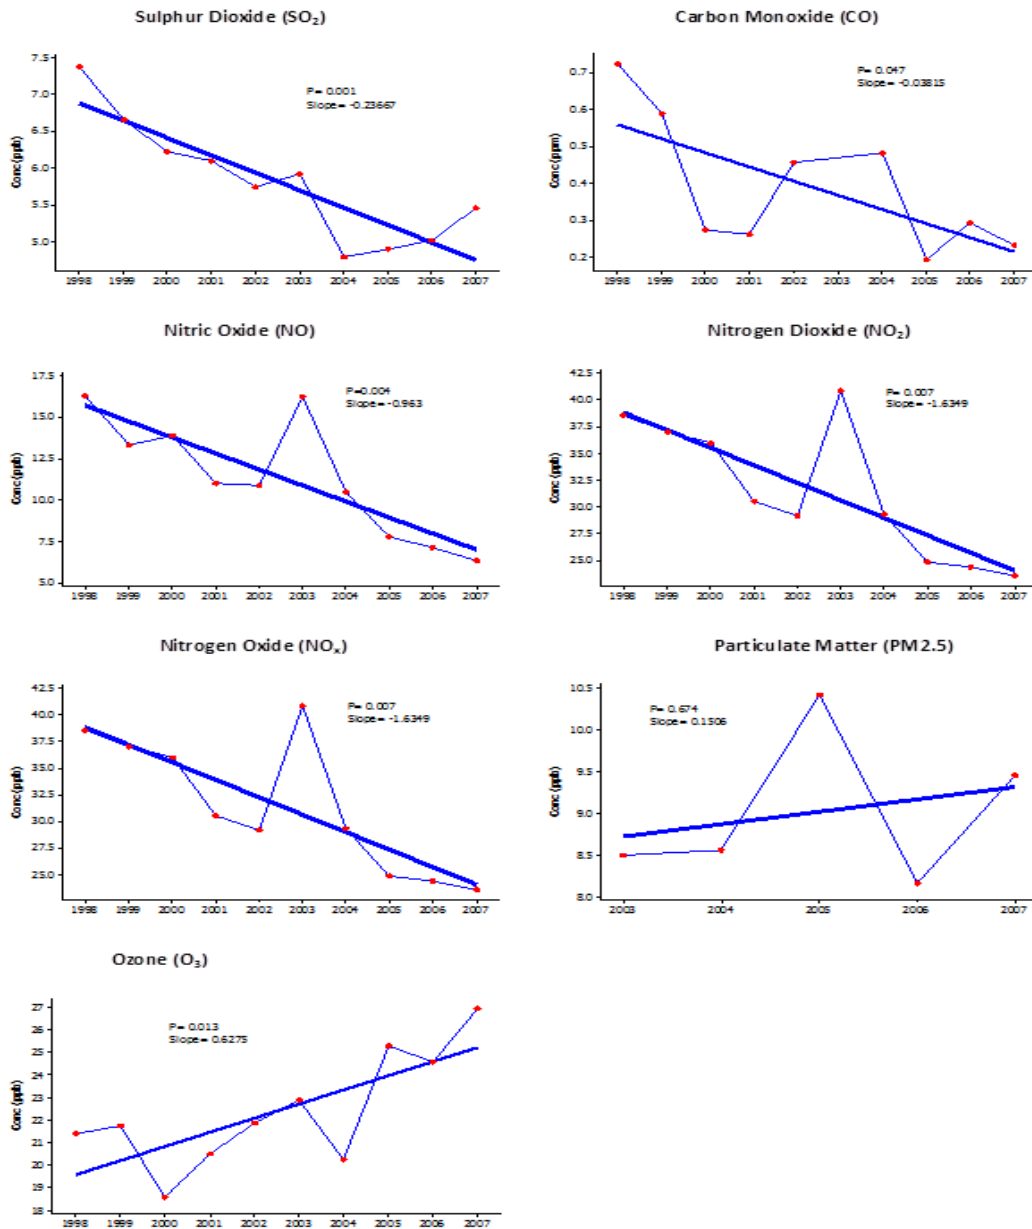 Sulphur Dioxide (SO₂)
7.5
7.0
6.5
6.0
5.5
5.0
Conc (ppb)
P= 0.001
Slope= -0.23667
1998 1999 2000 2001 2002 2003 2004 2005 2006 2007
Carbon Monoxide (CO)
0.7
0.6
0.5
0.4
0.3
0.2
Conc (ppm)
P= 0.047
Slope= -0.03815
1998 1999 2000 2001 2002 2003 2004 2005 2006 2007
Nitric Oxide (NO)
17.5
15.0
12.5
10.0
7.5
5.0
Conc (ppb)
P=0.004
Slope= -0.963
1998 1999 2000 2001 2002 2003 2004 2005 2006 2007
Nitrogen Dioxide (NO₂)
42.5
40.0
37.5
35.0
32.5
30.0
27.5
25.0
Conc (ppb)
P= 0.007
Slope= -1.6349
1998 1999 2000 2001 2002 2003 2004 2005 2006 2007
Nitrogen Oxide (NOₓ)
42.5
40.0
37.5
35.0
32.5
30.0
27.5
25.0
Conc (ppb)
P= 0.007
Slope= -1.6349
1998 1999 2000 2001 2002 2003 2004 2005 2006 2007
Particulate Matter (PM2.5)
10.5
10.0
9.5
9.0
8.5
8.0
Conc (ppb)
P= 0.674
Slope= 0.1506
2003 2004 2005 2006 2007
Ozone (O₃)
27
26
25
24
23
22
21
20
19
18
Conc (ppb)
P= 0.013
Slope= 0.6275
1998 1999 2000 2001 2002 2003 2004 2005 2006 2007